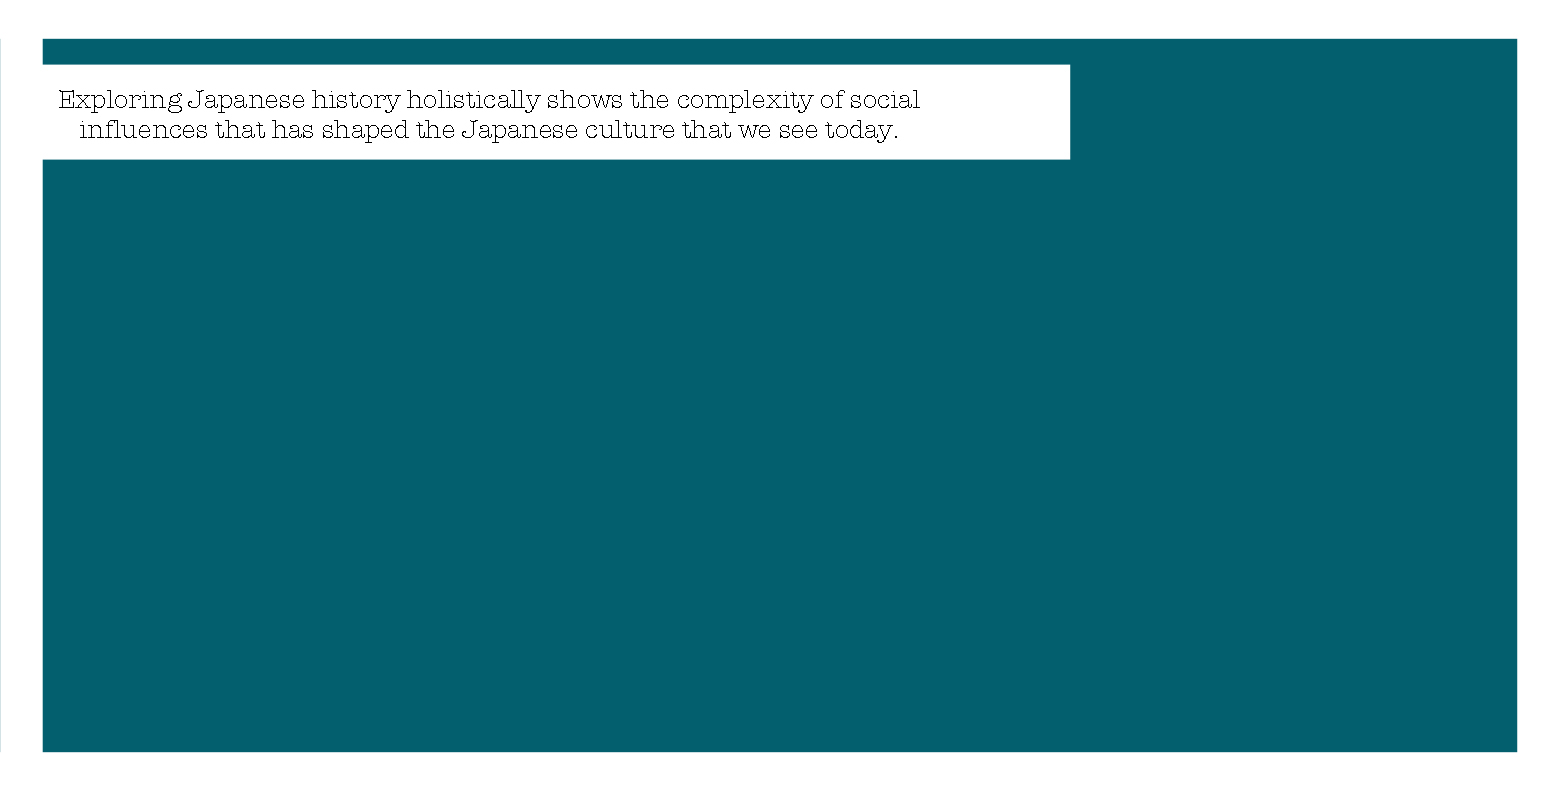 Exploring Japanese history holistically shows the complexity of social
influences that has shaped the Japanese culture that we see today.